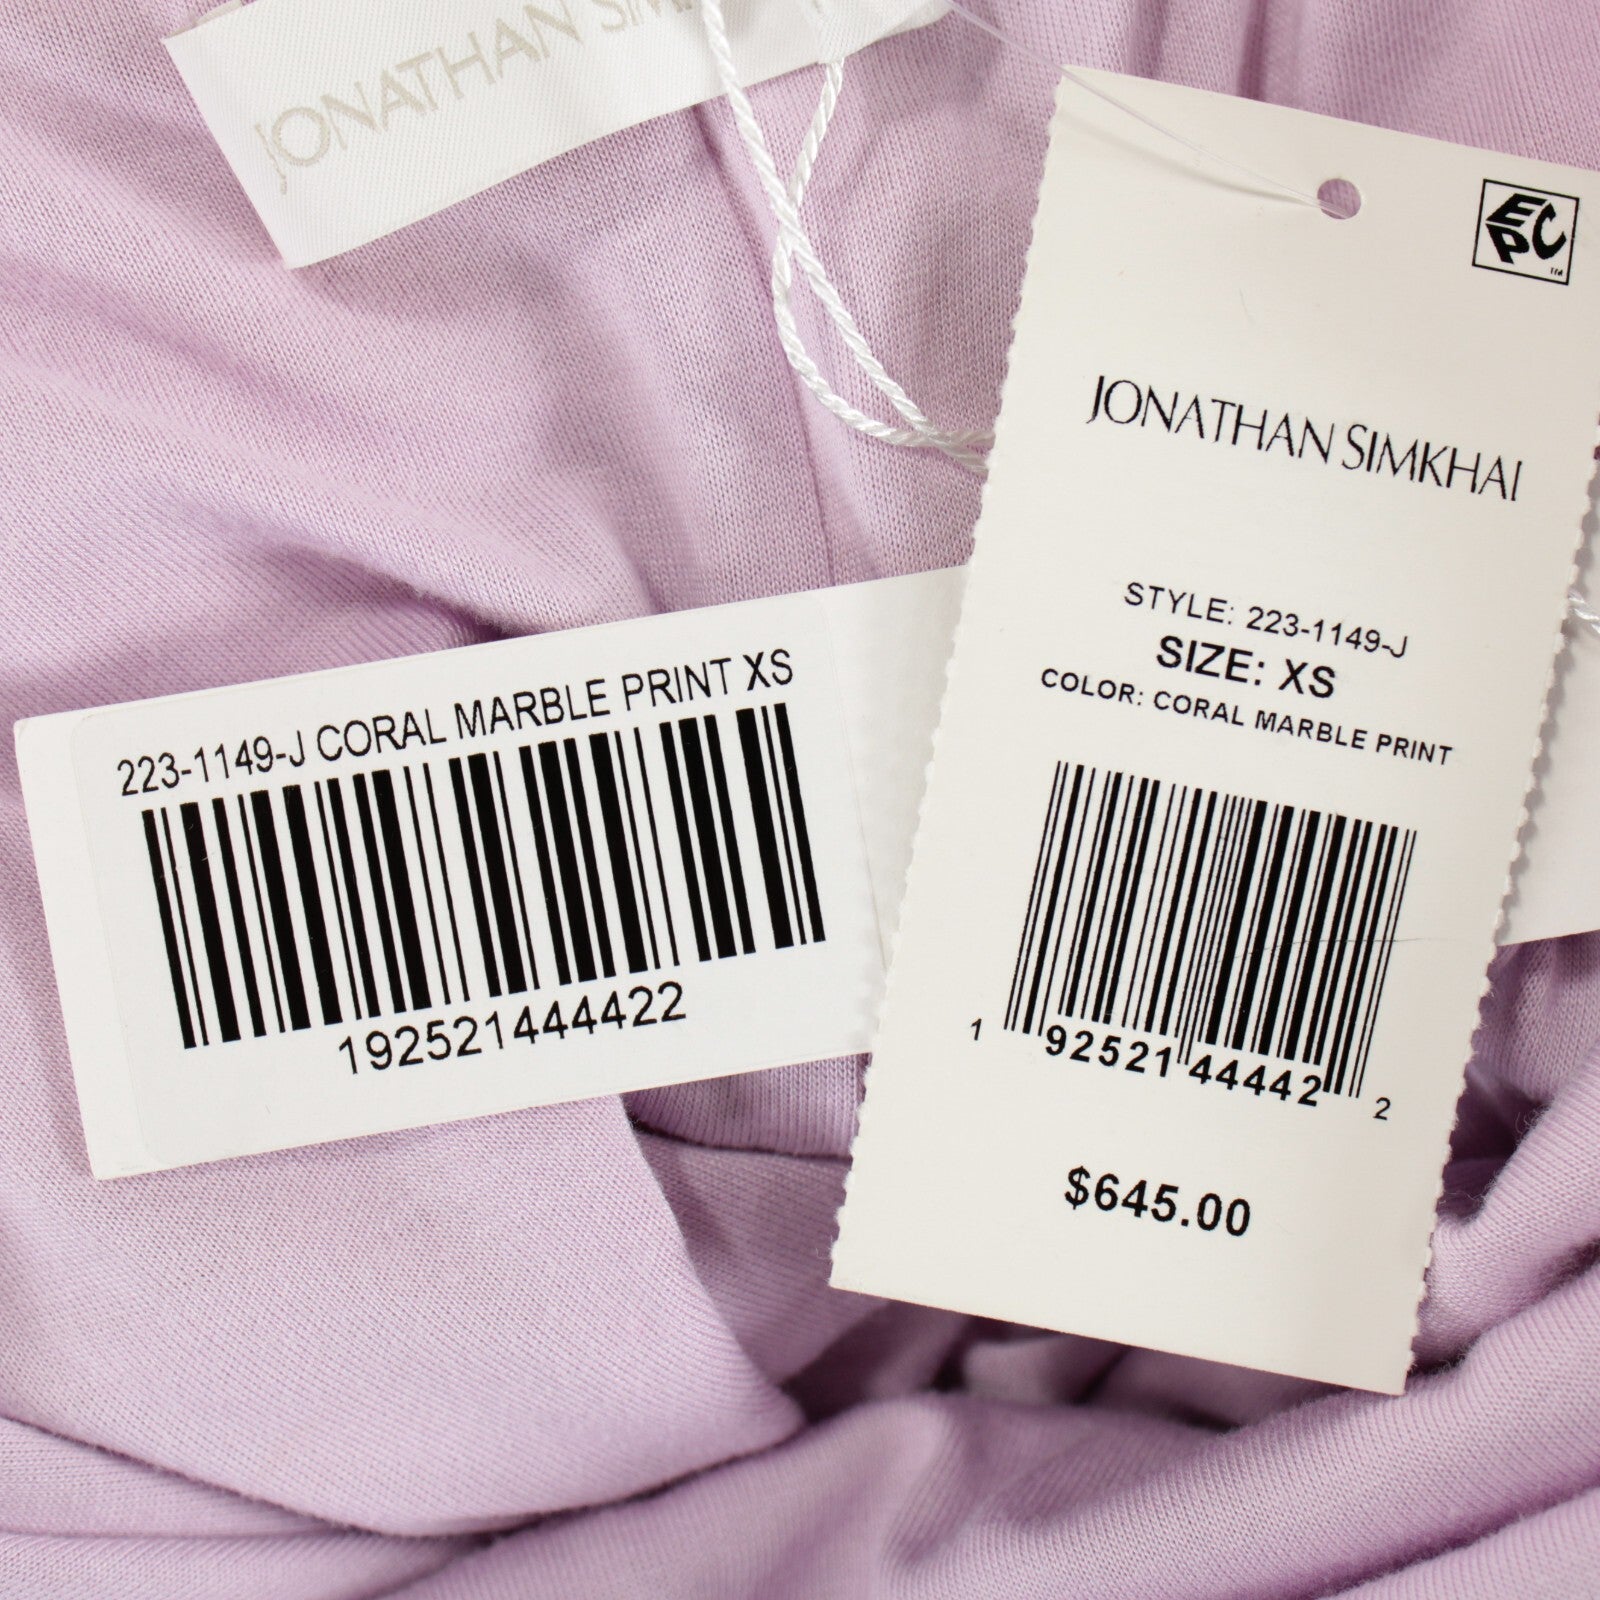 JONATHAN
EPC
JONATHAN SIMKHAI
STYLE: 223-1149-J
SIZE: XS
COLOR: CORAL MARBLE PRINT
1 92521 44442 2
$645.00
223-1149-J CORAL MARBLE PRINT XS
192521444422